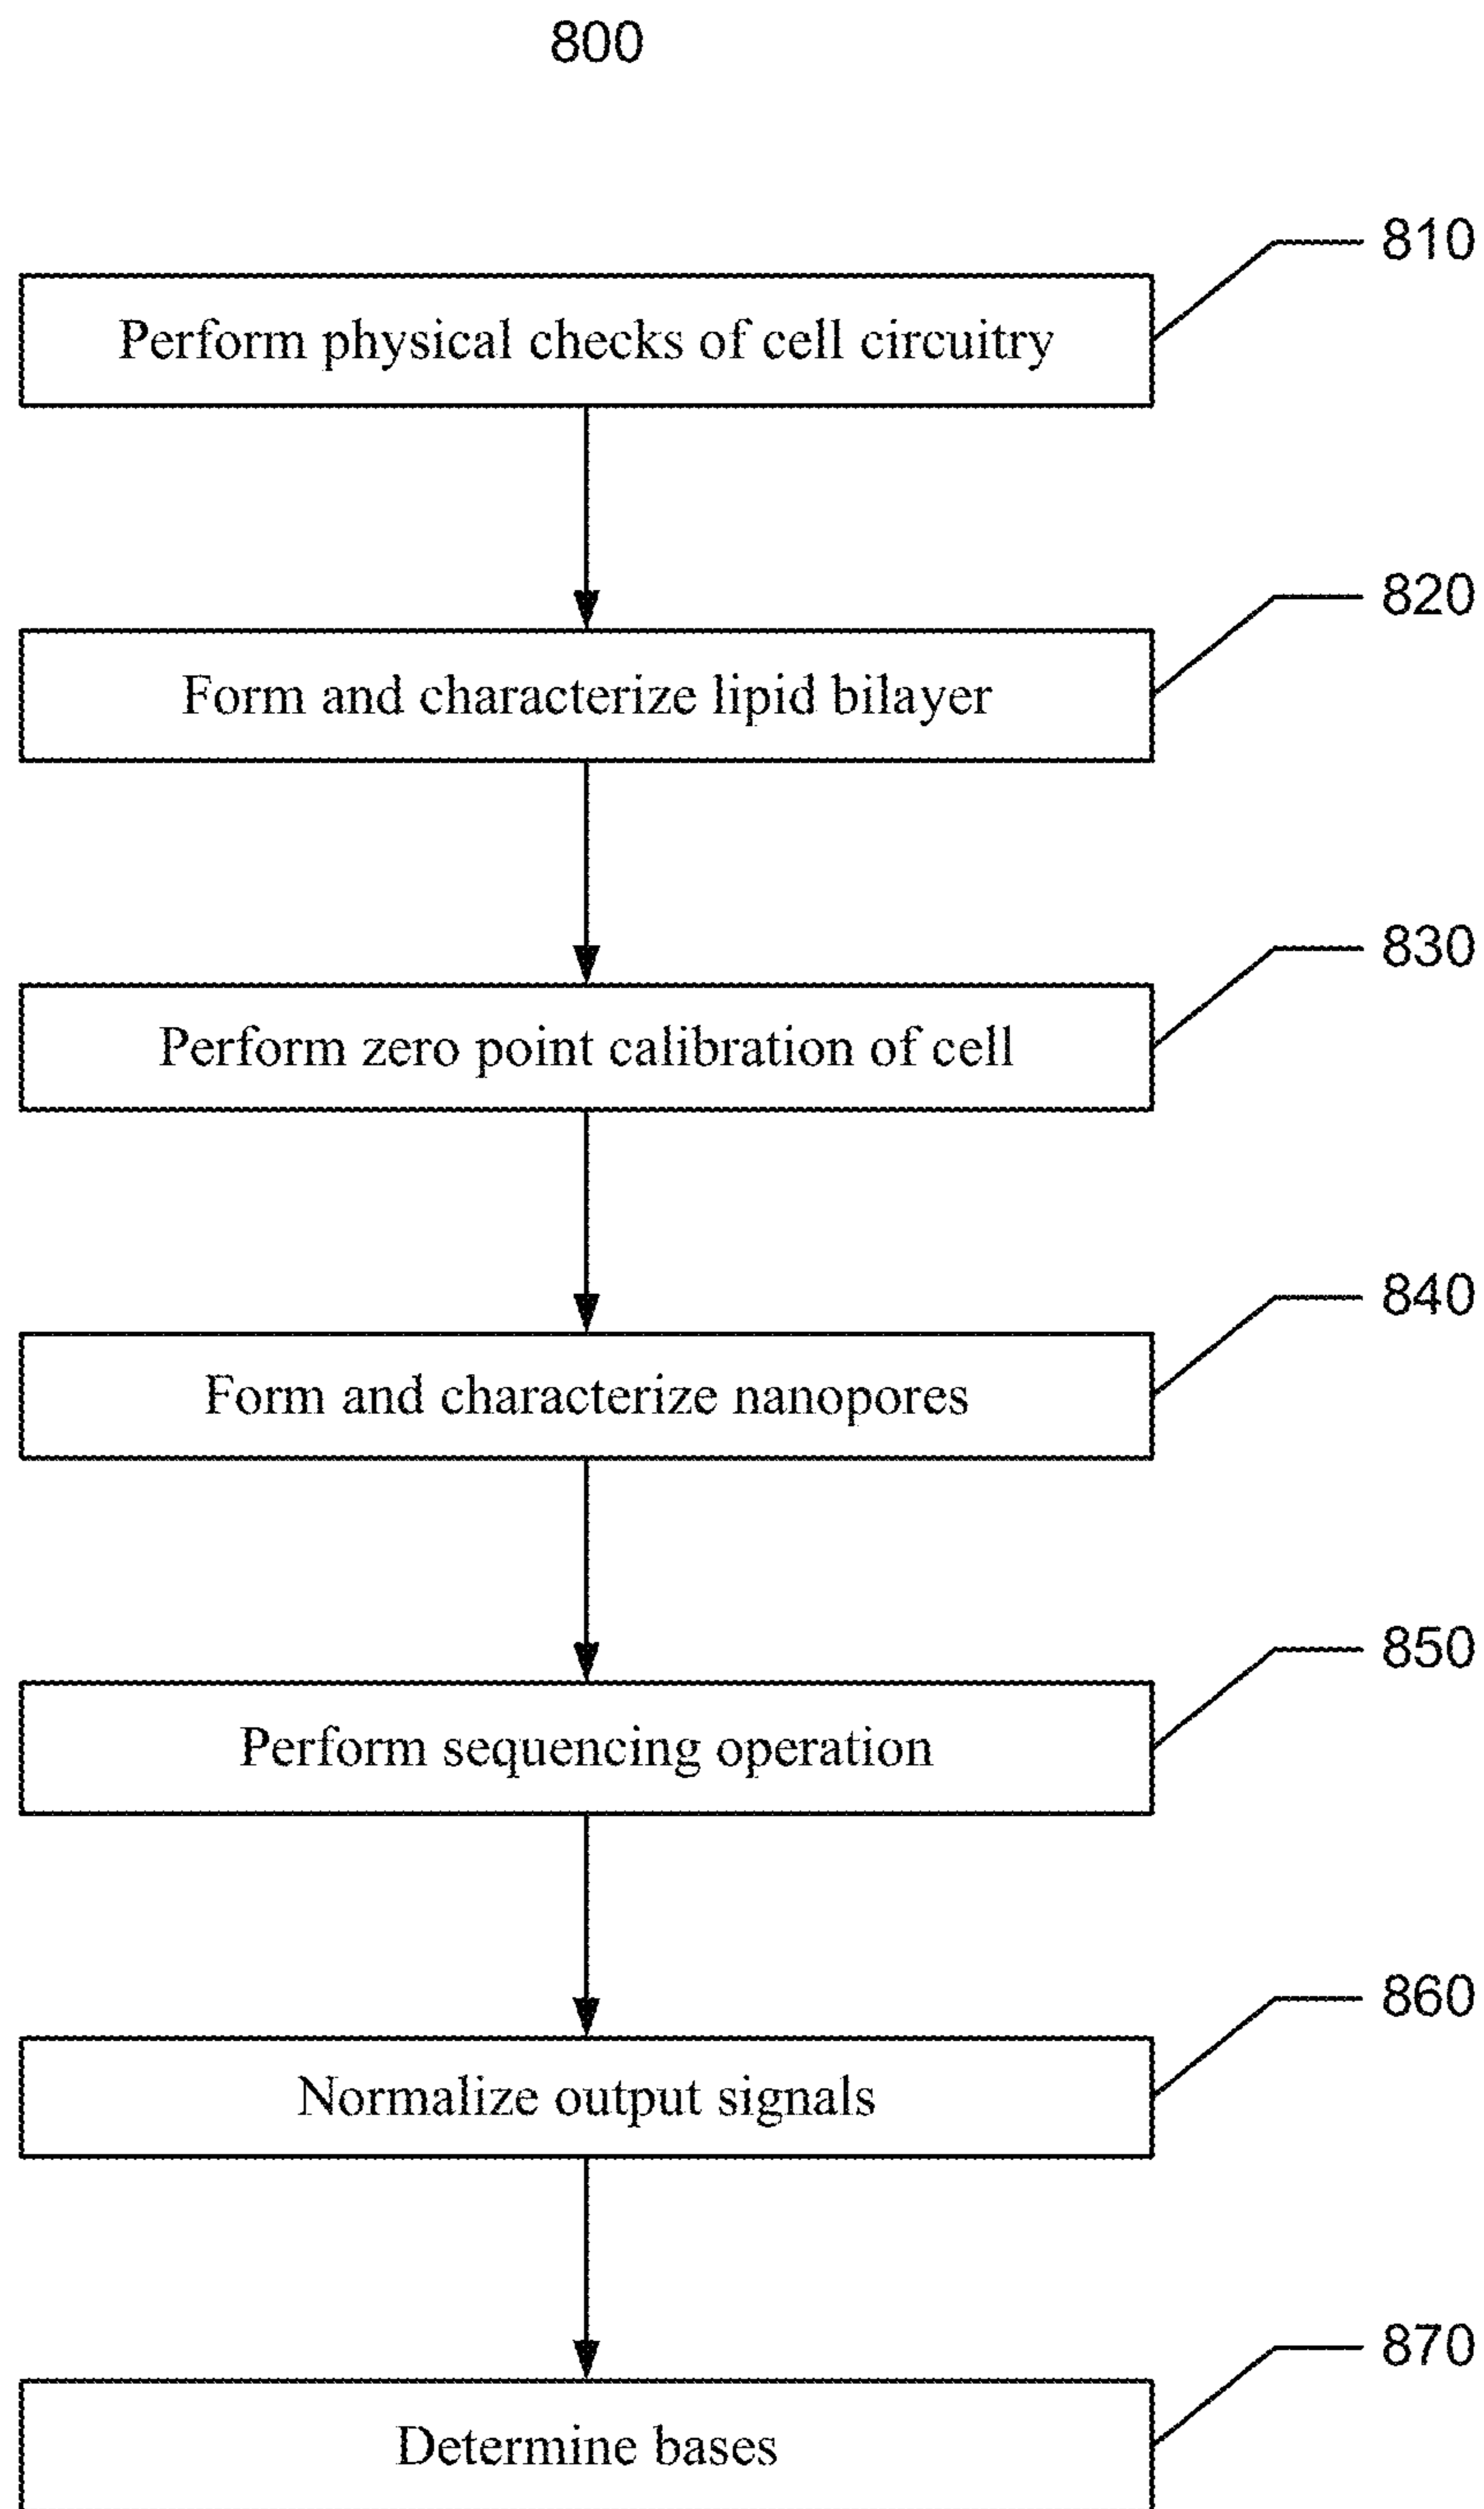 800
810
Perform physical checks of cell circuitry
820
Form and characterize lipid bilayer
830
Perform zero point calibration of cell
840
Form and characterize nanopores
850
Perform sequencing operation
860
Normalize output signals
870
Determine bases